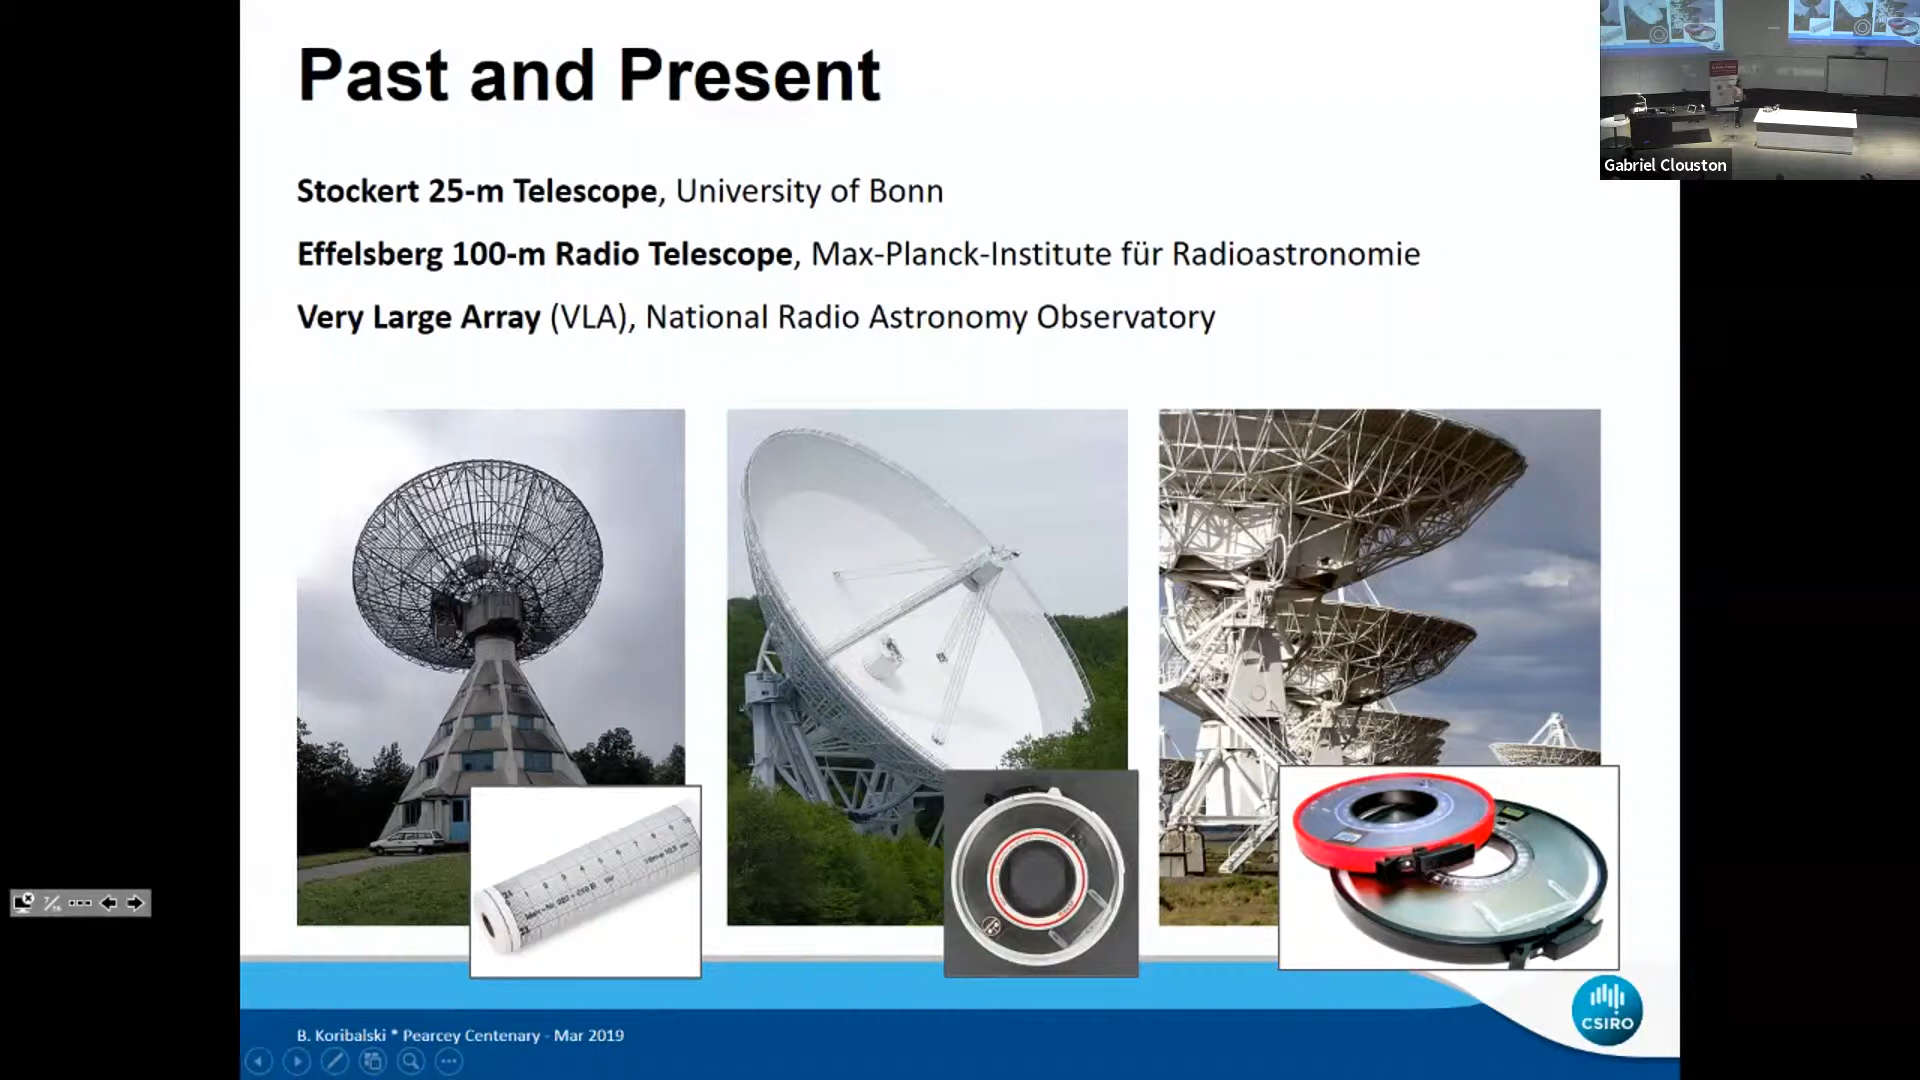 Past and Present
Stockert 25-m Telescope, University of Bonn
Effelsberg 100-m Radio Telescope, Max-Planck-Institute für Radioastronomie
Very Large Array (VLA), National Radio Astronomy Observatory
Gabriel Clouston
CSIRO
B. Koribalski * Pearcey Centenary - Mar 2019